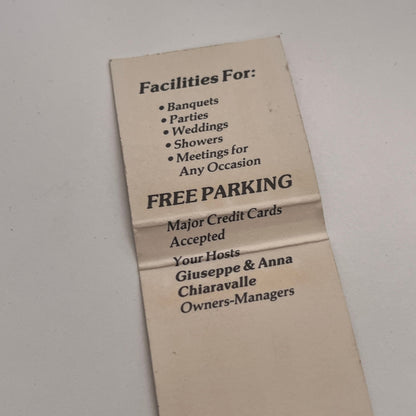 Facilities For:
• Banquets
• Parties
• Weddings
• Showers
• Meetings for
Any Occasion
FREE PARKING
Major Credit Cards
Accepted
Your Hosts
Giuseppe & Anna
Chiaravalle
Owners-Managers